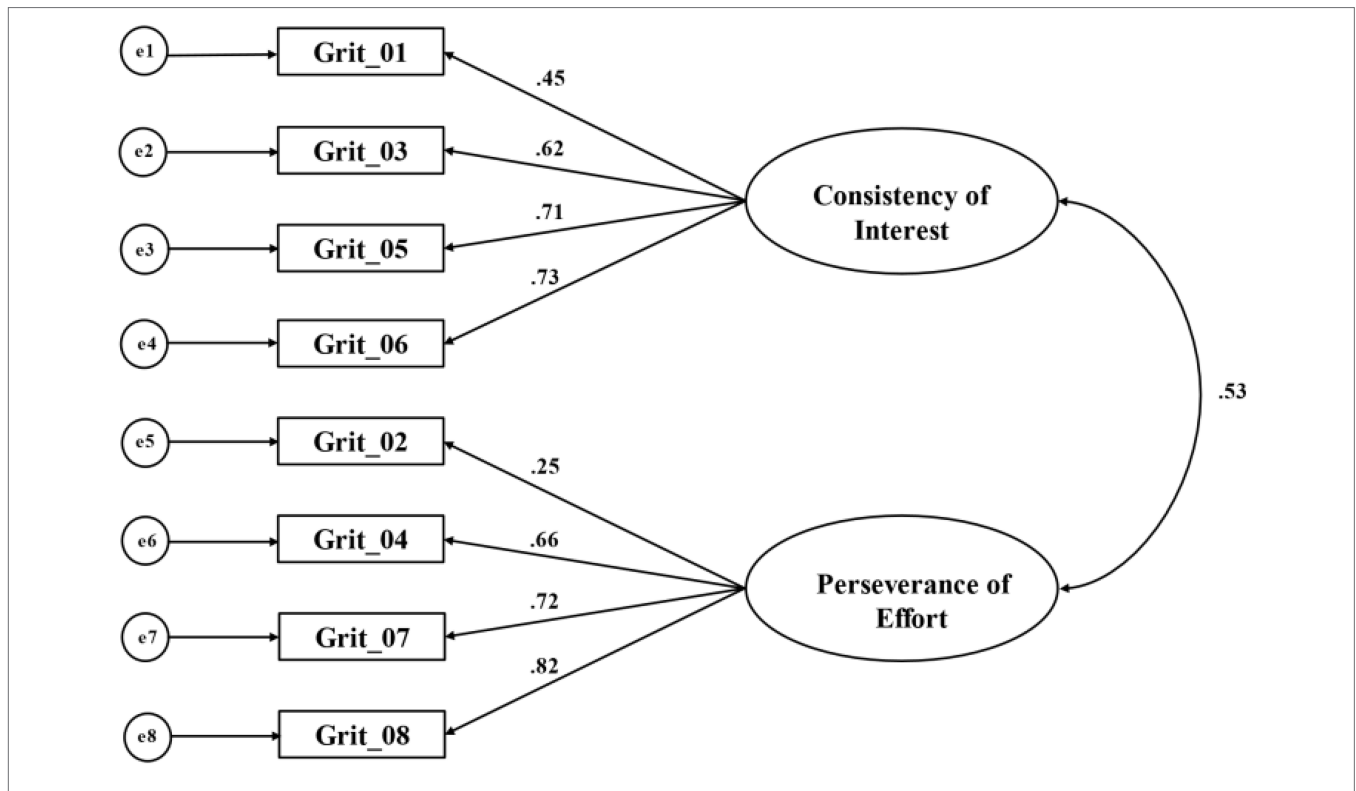 e1
Grit_01
.45
e2
Grit_03
.62
Consistency of
Interest
e3
Grit_05
.71
e4
Grit_06
.73
.53
e5
Grit_02
.25
e6
Grit_04
.66
Perseverance of
Effort
e7
Grit_07
.72
e8
Grit_08
.82